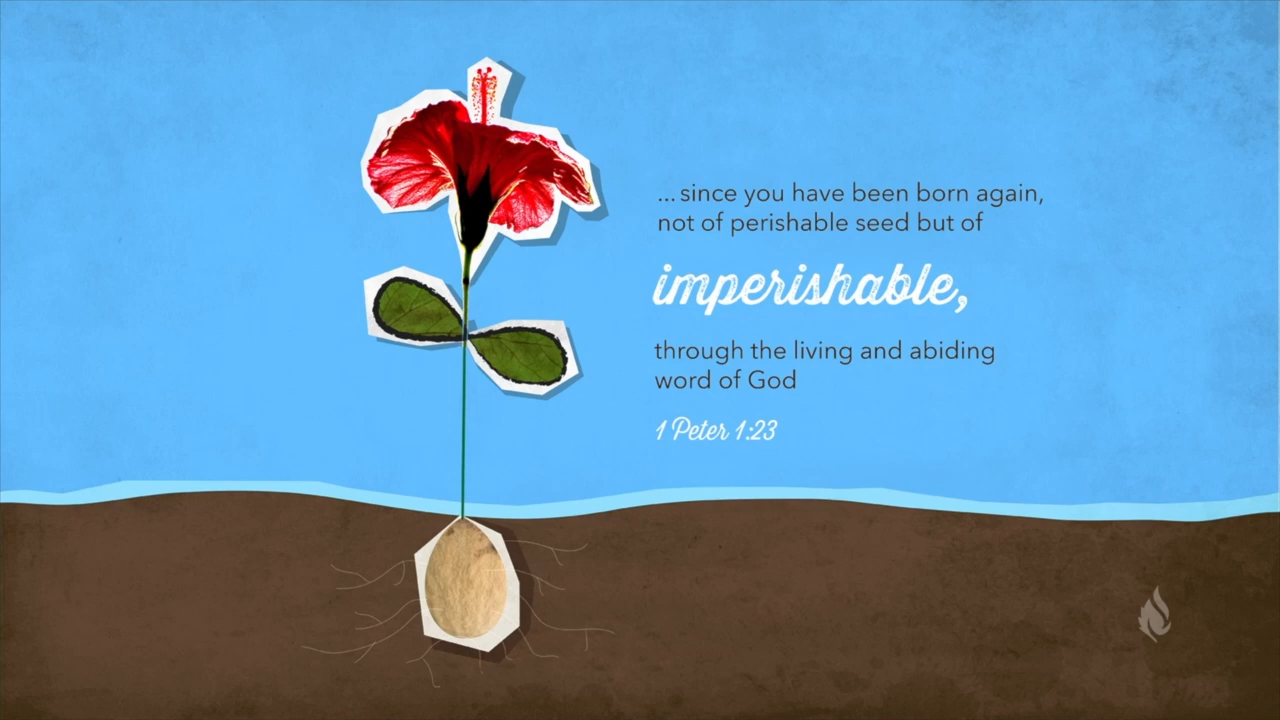 ... since you have been born again,
not of perishable seed but of
imperishable,
through the living and abiding
word of God
1 Peter 1:23